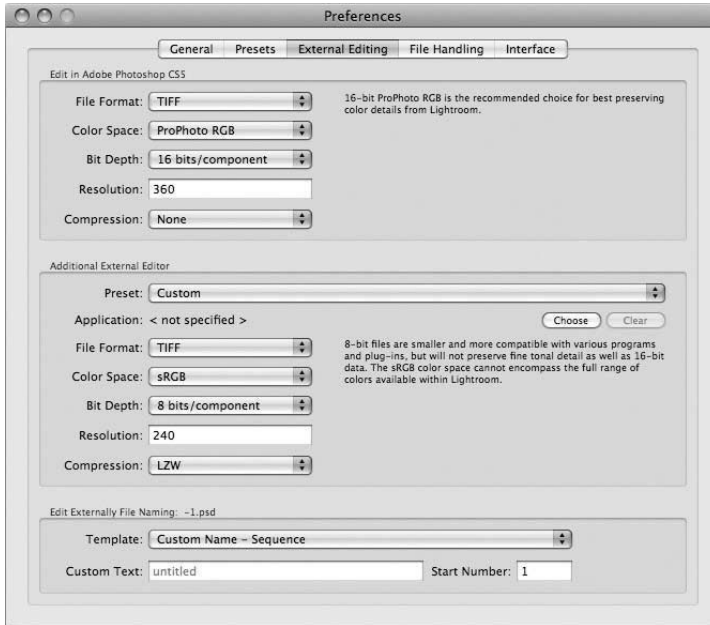 Preferences
General Presets External Editing File Handling Interface
Edit in Adobe Photoshop CS5
File Format: TIFF
16-bit ProPhoto RGB is the recommended choice for best preserving
color details from Lightroom.
Color Space: ProPhoto RGB
Bit Depth: 16 bits/component
Resolution: 360
Compression: None
Additional External Editor
Preset: Custom
Application: < not specified > Choose Clear
File Format: TIFF
8-bit files are smaller and more compatible with various programs
and plug-ins, but will not preserve fine tonal detail as well as 16-bit
data. The sRGB color space cannot encompass the full range of
colors available within Lightroom.
Color Space: sRGB
Bit Depth: 8 bits/component
Resolution: 240
Compression: LZW
Edit Externally File Naming: -1.psd
Template: Custom Name - Sequence
Custom Text: untitled Start Number: 1